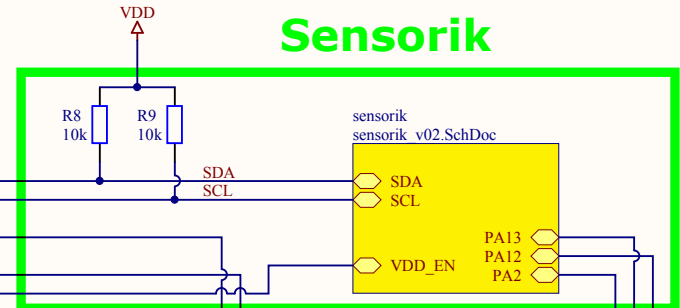 VDD
Sensorik
R8
10k
R9
10k
sensorik
sensorik_v02.SchDoc
SDA
SCL
SDA
SCL
VDD_EN
PA13
PA12
PA2